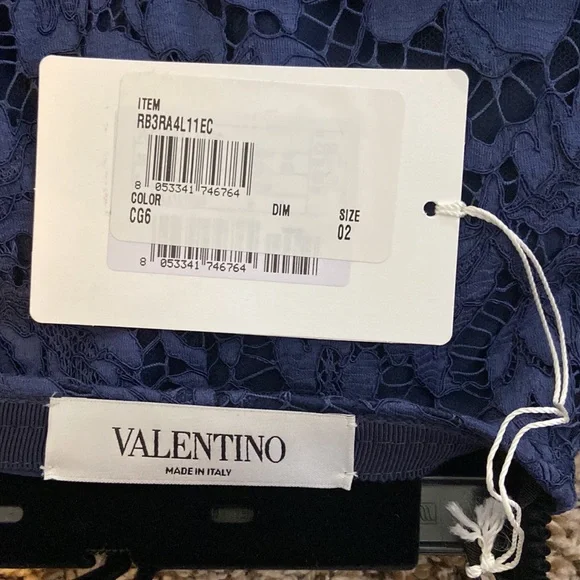 ITEM
RB3RA4L11EC
8 053341 746764
COLOR DIM SIZE
CG6 02
8 053341 746764
VALENTINO
MADE IN ITALY